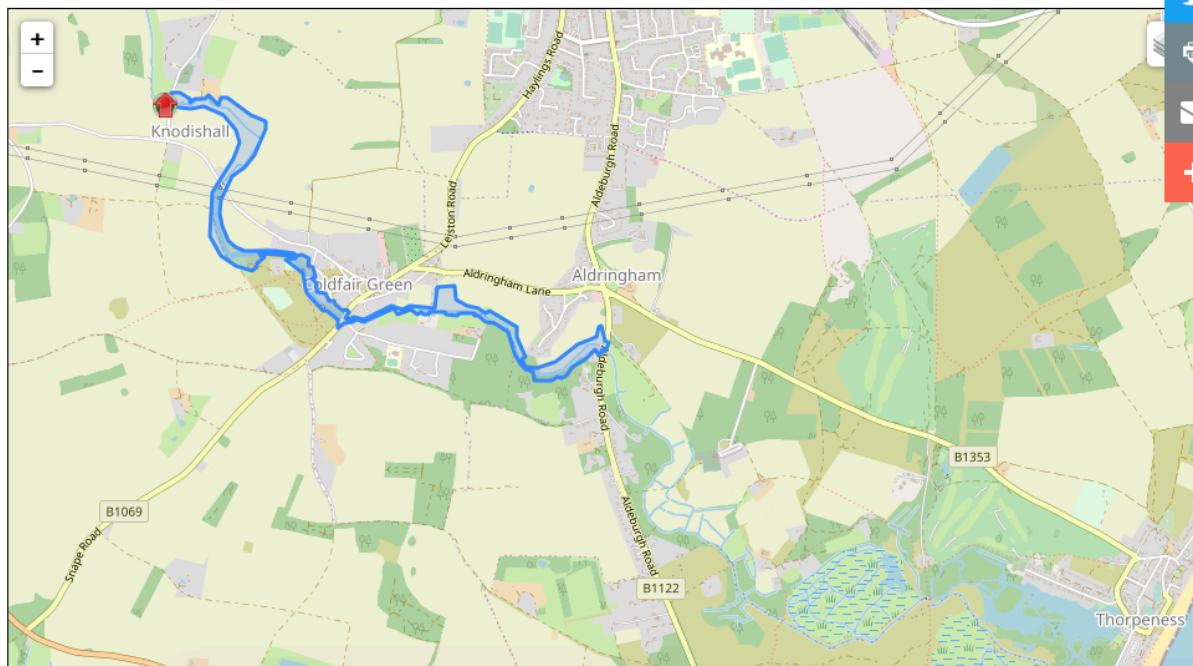 +
−
Haylings Road
Knodishall
Aldeburgh Road
Leiston Road
Aldringham Lane
Aldringham
Coldfair Green
Aldeburgh Road
B1353
B1069
Snape Road
Aldeburgh Road
B1122
Thorpeness